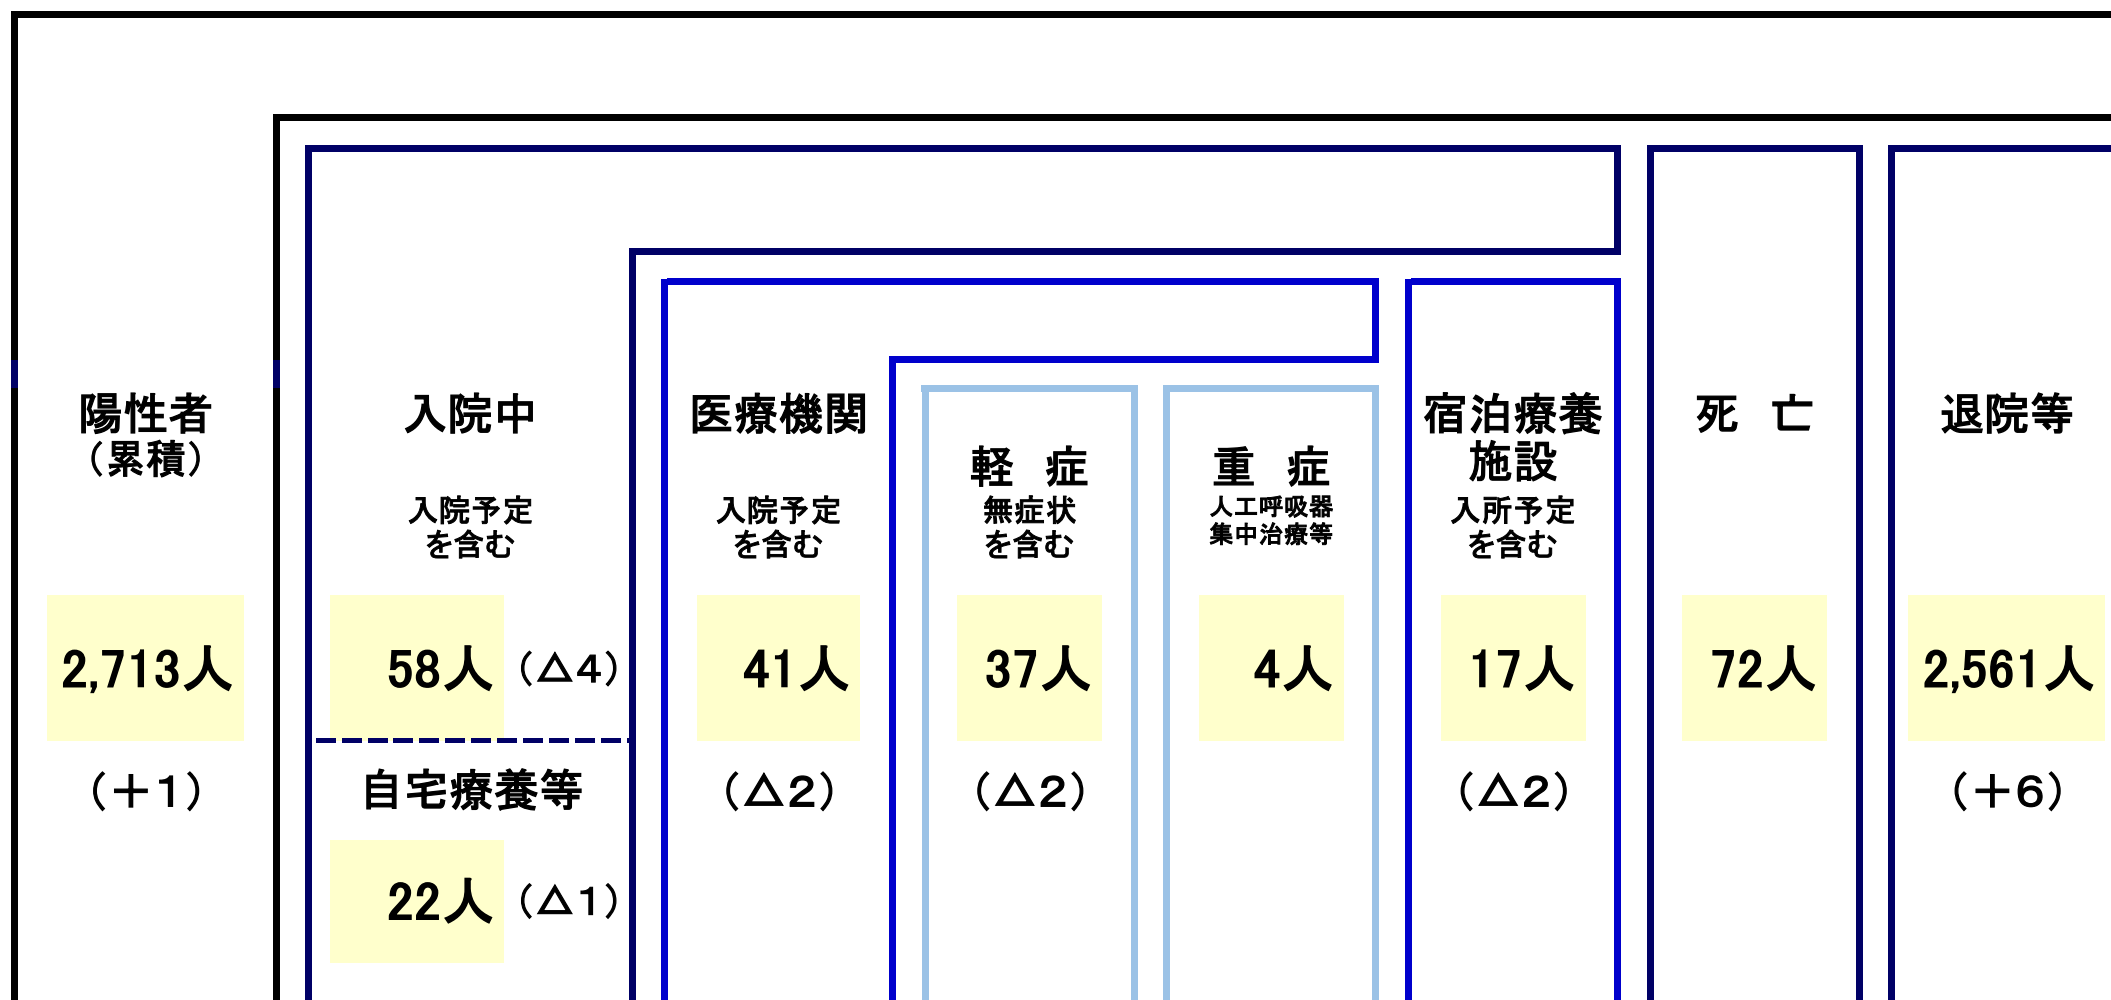 陽性者
（累積）
2,713人
（＋1）
入院中
入院予定
を含む
58人（△4）
自宅療養等
22人（△1）
医療機関
入院予定
を含む
41人
（△2）
軽　症
無症状
を含む
37人
（△2）
重　症
人工呼吸器
集中治療等
4人
宿泊療養
施設
入所予定
を含む
17人
（△2）
死　亡
72人
退院等
2,561人
（＋6）